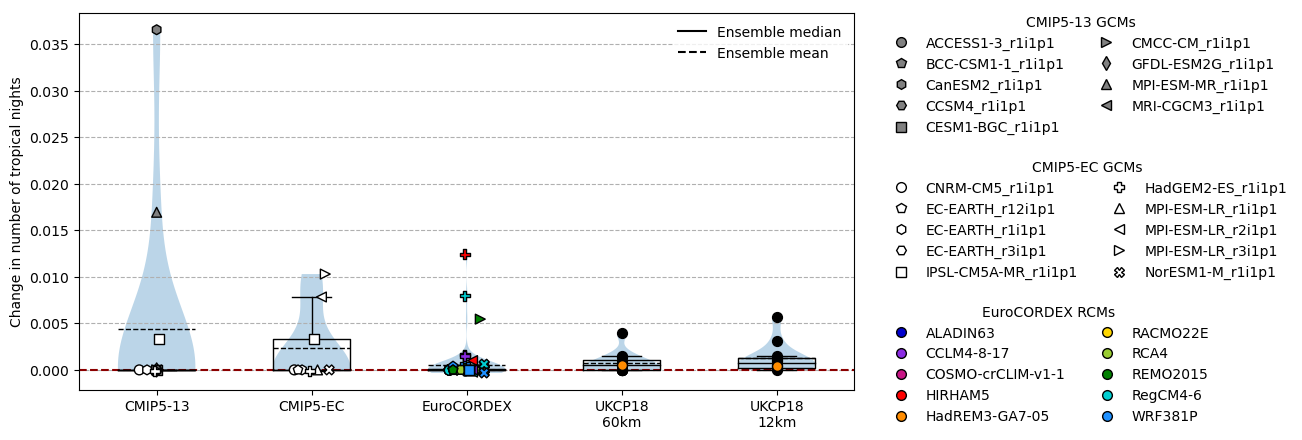 Change in number of tropical nights
0.035
0.030
0.025
0.020
0.015
0.010
0.005
0.000
Ensemble median
Ensemble mean
CMIP5-13
CMIP5-EC
EuroCORDEX
UKCP18
60km
UKCP18
12km
CMIP5-13 GCMs
ACCESS1-3_r1i1p1
BCC-CSM1-1_r1i1p1
CanESM2_r1i1p1
CCSM4_r1i1p1
CESM1-BGC_r1i1p1
CMCC-CM_r1i1p1
GFDL-ESM2G_r1i1p1
MPI-ESM-MR_r1i1p1
MRI-CGCM3_r1i1p1
CMIP5-EC GCMs
CNRM-CM5_r1i1p1
EC-EARTH_r12i1p1
EC-EARTH_r1i1p1
EC-EARTH_r3i1p1
IPSL-CM5A-MR_r1i1p1
HadGEM2-ES_r1i1p1
MPI-ESM-LR_r1i1p1
MPI-ESM-LR_r2i1p1
MPI-ESM-LR_r3i1p1
NorESM1-M_r1i1p1
EuroCORDEX RCMs
ALADIN63
CCLM4-8-17
COSMO-crCLIM-v1-1
HIRHAM5
HadREM3-GA7-05
RACMO22E
RCA4
REMO2015
RegCM4-6
WRF381P